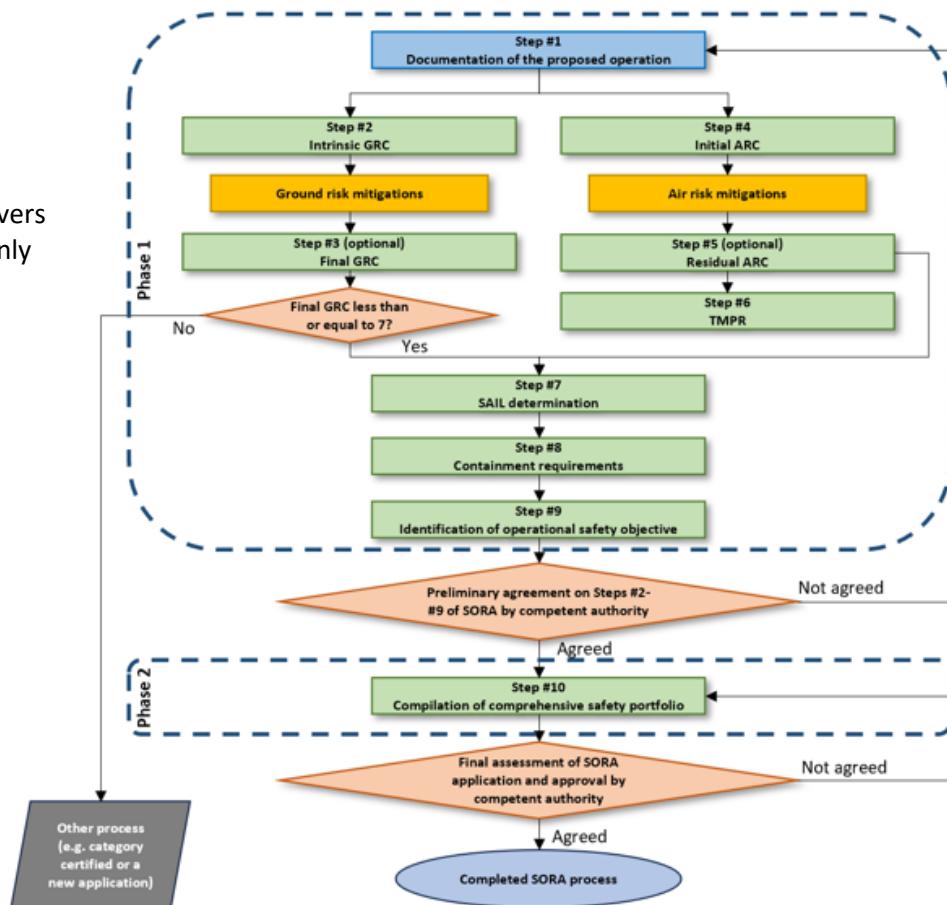 Step #1
Documentation of the proposed operation
Step #2
Intrinsic GRC
Step #4
Initial ARC
vers
nly
Ground risk mitigations
Air risk mitigations
Step #3 (optional)
Final GRC
Step #5 (optional)
Residual ARC
Phase 1
Final GRC less than
or equal to 7?
Step #6
TMPR
No
Yes
Step #7
SAIL determination
Step #8
Containment requirements
Step #9
Identification of operational safety objective
Preliminary agreement on Steps #2-
#9 of SORA by competent authority
Not agreed
Agreed
Phase 2
Step #10
Compilation of comprehensive safety portfolio
Final assessment of SORA
application and approval by
competent authority
Not agreed
Agreed
Other process
(e.g. category
certified or a
new application)
Completed SORA process